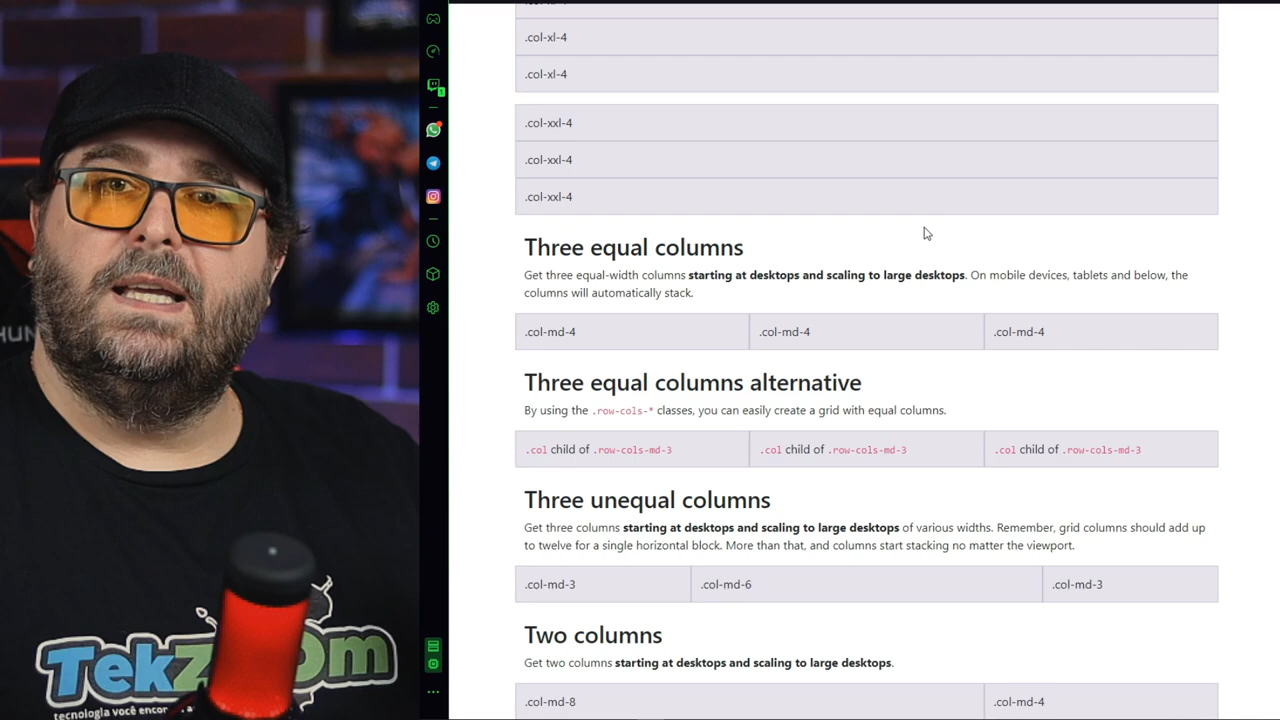 .col-xl-4
.col-xl-4
.col-xxl-4
.col-xxl-4
.col-xxl-4
Three equal columns
Get three equal-width columns starting at desktops and scaling to large desktops. On mobile devices, tablets and below, the
columns will automatically stack.
.col-md-4 .col-md-4 .col-md-4
Three equal columns alternative
By using the .row-cols-* classes, you can easily create a grid with equal columns.
.col child of .row-cols-md-3 .col child of .row-cols-md-3 .col child of .row-cols-md-3
Three unequal columns
Get three columns starting at desktops and scaling to large desktops of various widths. Remember, grid columns should add up
to twelve for a single horizontal block. More than that, and columns start stacking no matter the viewport.
.col-md-3 .col-md-6 .col-md-3
Two columns
Get two columns starting at desktops and scaling to large desktops.
.col-md-8 .col-md-4
1
tecnologia você